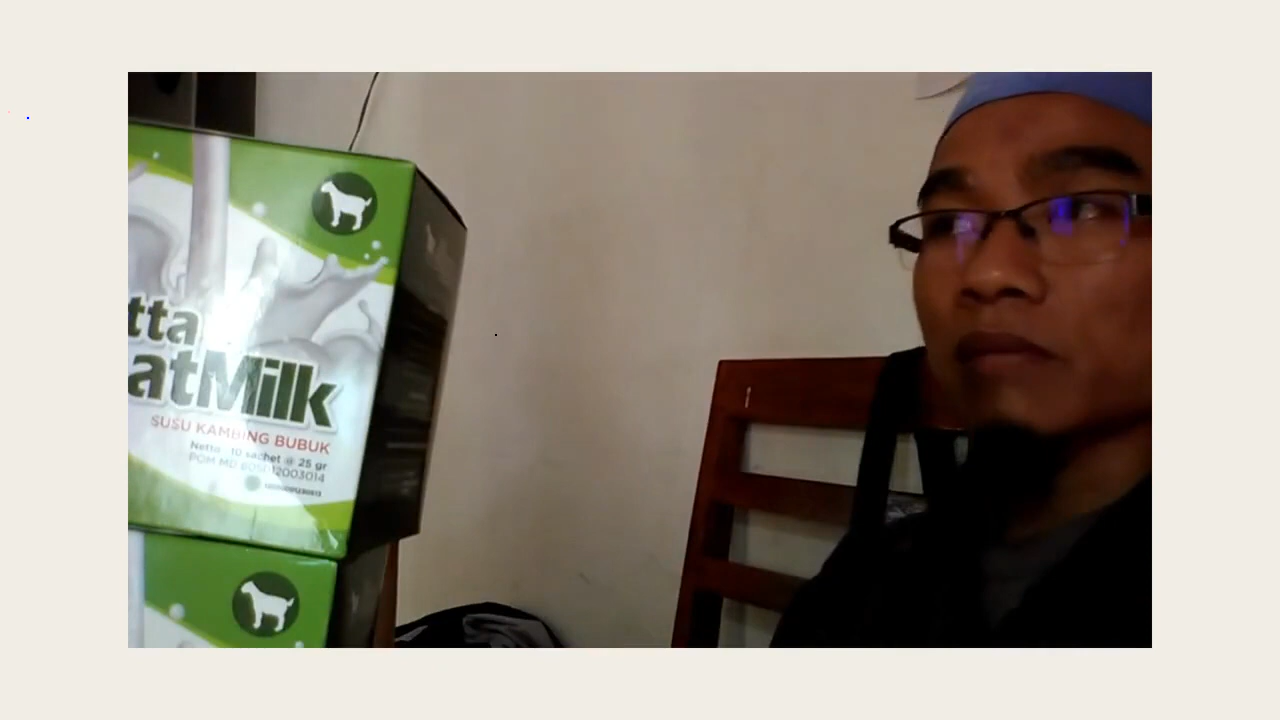 tta
atMilk
SUSU KAMBING BUBUK
Netto 10 sachet @ 25 gr
POM MD